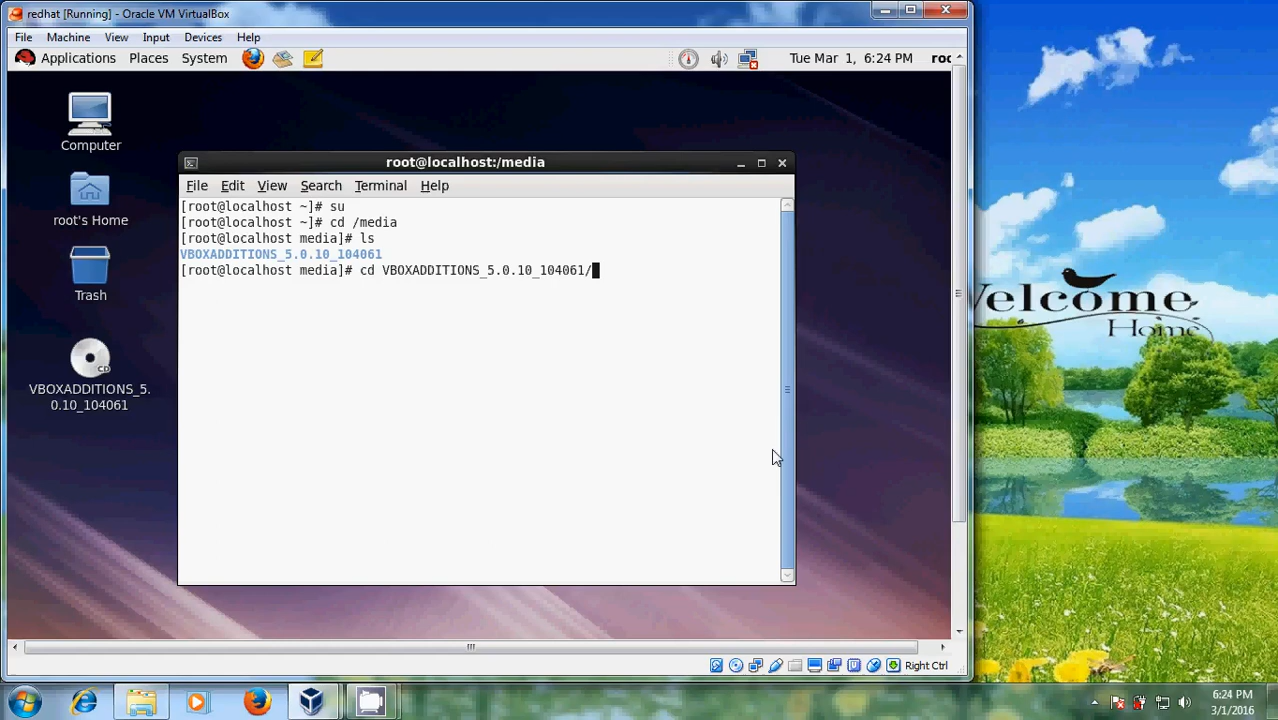 redhat [Running] - Oracle VM VirtualBox
File Machine View Input Devices Help
Applications Places System Tue Mar 1, 6:24 PM
Computer
root's Home
Trash
VBOXADDITIONS_5.
0.10_104061
root@localhost:/media
File Edit View Search Terminal Help
[root@localhost ~]# su
[root@localhost ~]# cd /media
[root@localhost media]# ls
VBOXADDITIONS_5.0.10_104061
[root@localhost media]# cd VBOXADDITIONS_5.0.10_104061/
Right Ctrl
Welcome
Home
6:24 PM
3/1/2016